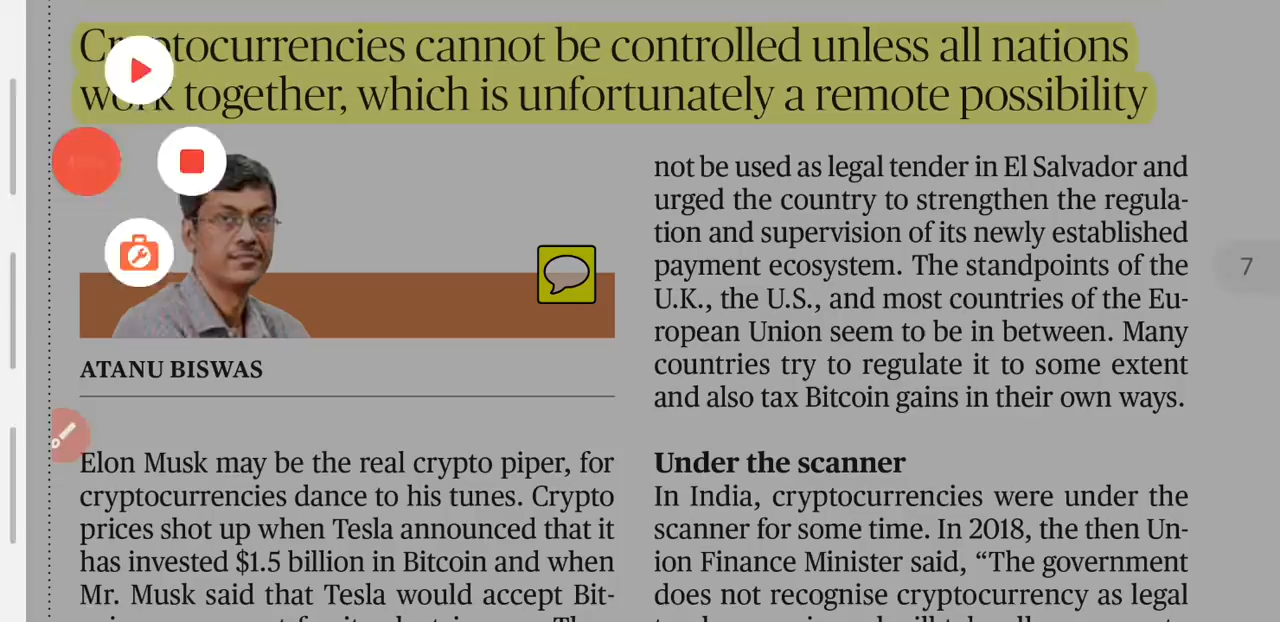 Cryptocurrencies cannot be controlled unless all nations
work together, which is unfortunately a remote possibility
ATANU BISWAS
Elon Musk may be the real crypto piper, for
cryptocurrencies dance to his tunes. Crypto
prices shot up when Tesla announced that it
has invested $1.5 billion in Bitcoin and when
Mr. Musk said that Tesla would accept Bit-
not be used as legal tender in El Salvador and
urged the country to strengthen the regula-
tion and supervision of its newly established
payment ecosystem. The standpoints of the
U.K., the U.S., and most countries of the Eu-
ropean Union seem to be in between. Many
countries try to regulate it to some extent
and also tax Bitcoin gains in their own ways.
Under the scanner
In India, cryptocurrencies were under the
scanner for some time. In 2018, the then Un-
ion Finance Minister said, “The government
does not recognise cryptocurrency as legal
7